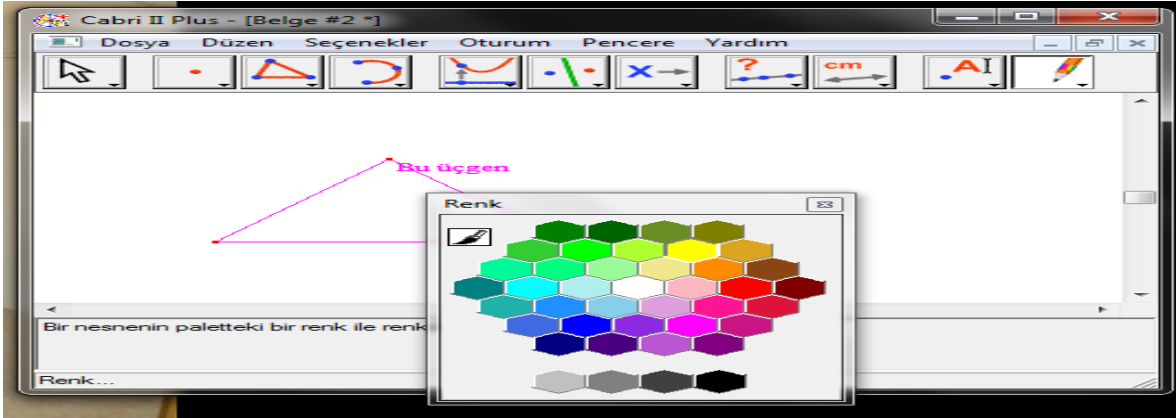 Cabri II Plus - [Belge #2 *]
Dosya Düzen Seçenekler Oturum Pencere Yardım
? cm A
X
Bu üçgen
Renk
Bir nesnenin paletteki bir renk ile renk
Renk...